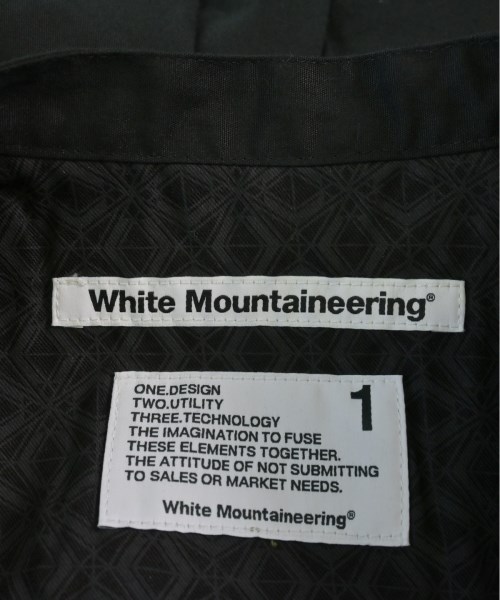 White Mountaineering®
1
ONE.DESIGN
TWO.UTILITY
THREE.TECHNOLOGY
THE IMAGINATION TO FUSE
THESE ELEMENTS TOGETHER.
THE ATTITUDE OF NOT SUBMITTING
TO SALES OR MARKET NEEDS.
White Mountaineering®